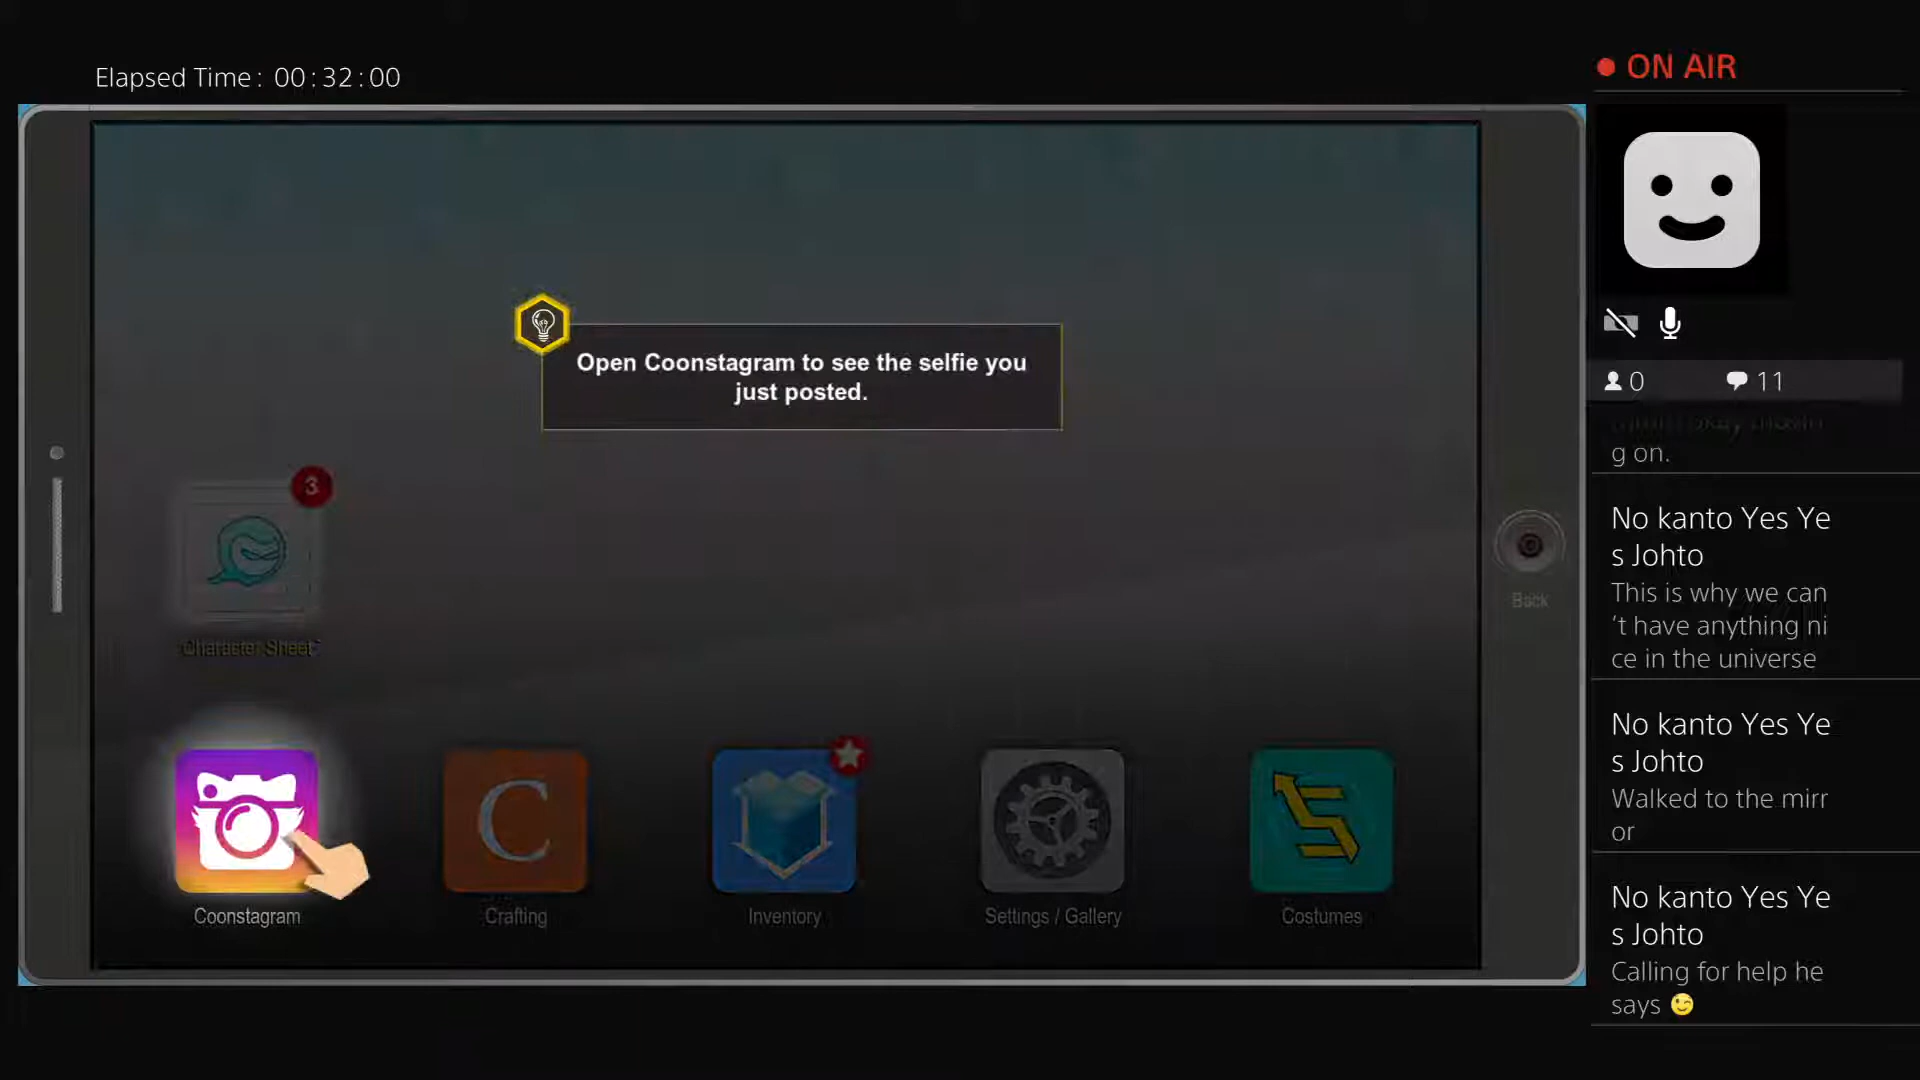 Elapsed Time: 00:32:00
ON AIR
Open Coonstagram to see the selfie you
just posted.
3
Character Sheet
Back
Coonstagram
C
Crafting
Inventory
Settings / Gallery
Costumes
0
11
g on.
No kanto Yes Ye
s Johto
This is why we can
‘t have anything ni
ce in the universe
No kanto Yes Ye
s Johto
Walked to the mirr
or
No kanto Yes Ye
s Johto
Calling for help he
says 😉